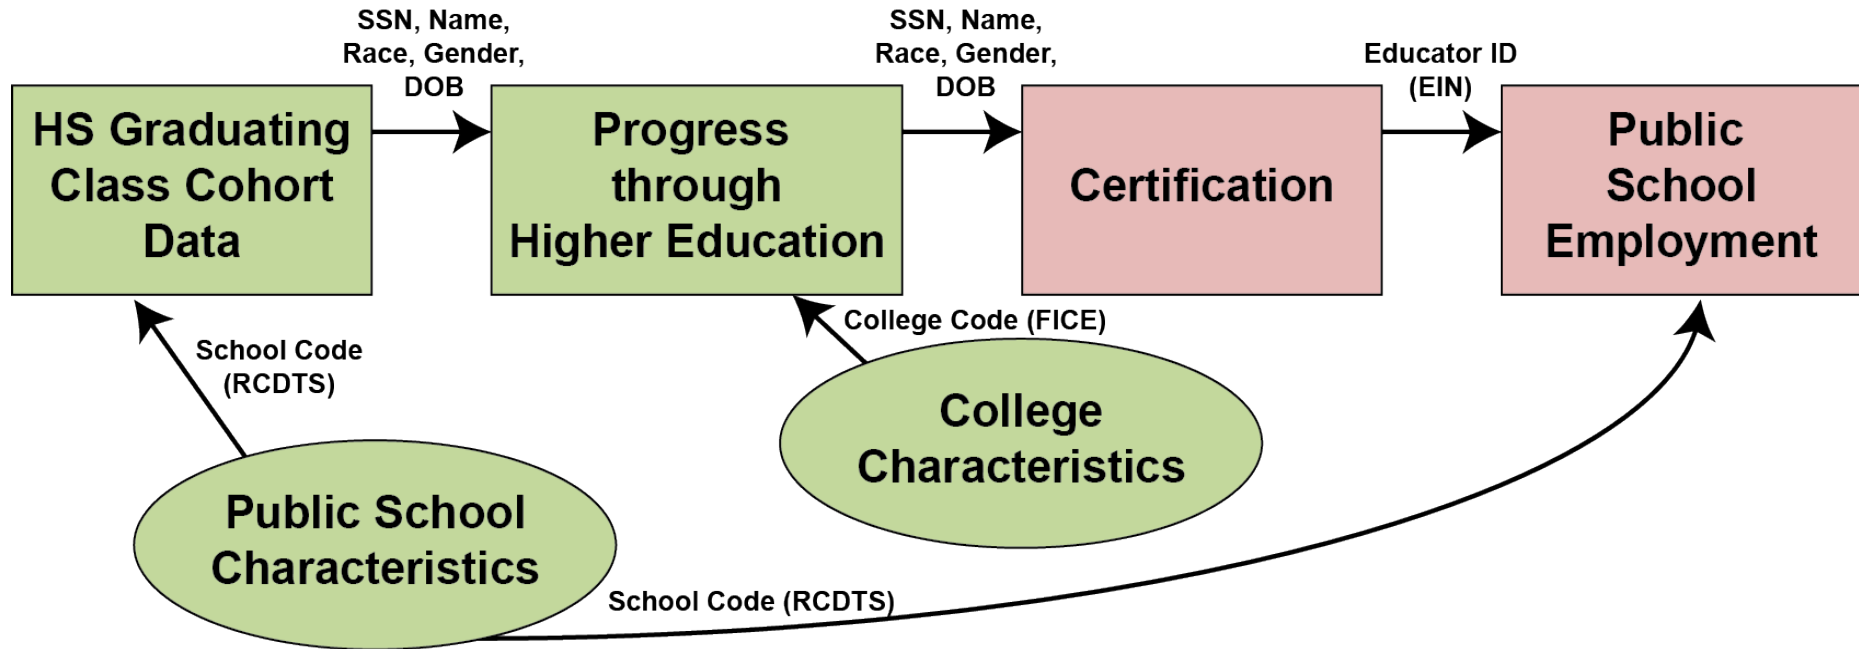 SSN, Name,
Race, Gender,
DOB
SSN, Name,
Race, Gender,
DOB
Educator ID
(EIN)
HS Graduating
Class Cohort
Data
Progress
through
Higher Education
Certification
Public
School
Employment
School Code
(RCDTS)
College Code (FICE)
College
Characteristics
Public School
Characteristics
School Code (RCDTS)